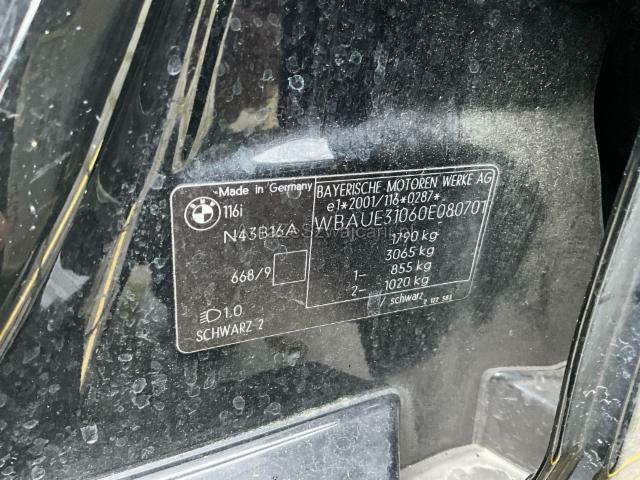 Made in Germany
BMW
116i
N43B16A
668/9
1.0
SCHWARZ 2
BAYERISCHE MOTOREN WERKE AG
e1*2001/116*0287*
WBAUE31060E080701
1790 kg
3065 kg
1- 855 kg
2- 1020 kg
/ schwarz